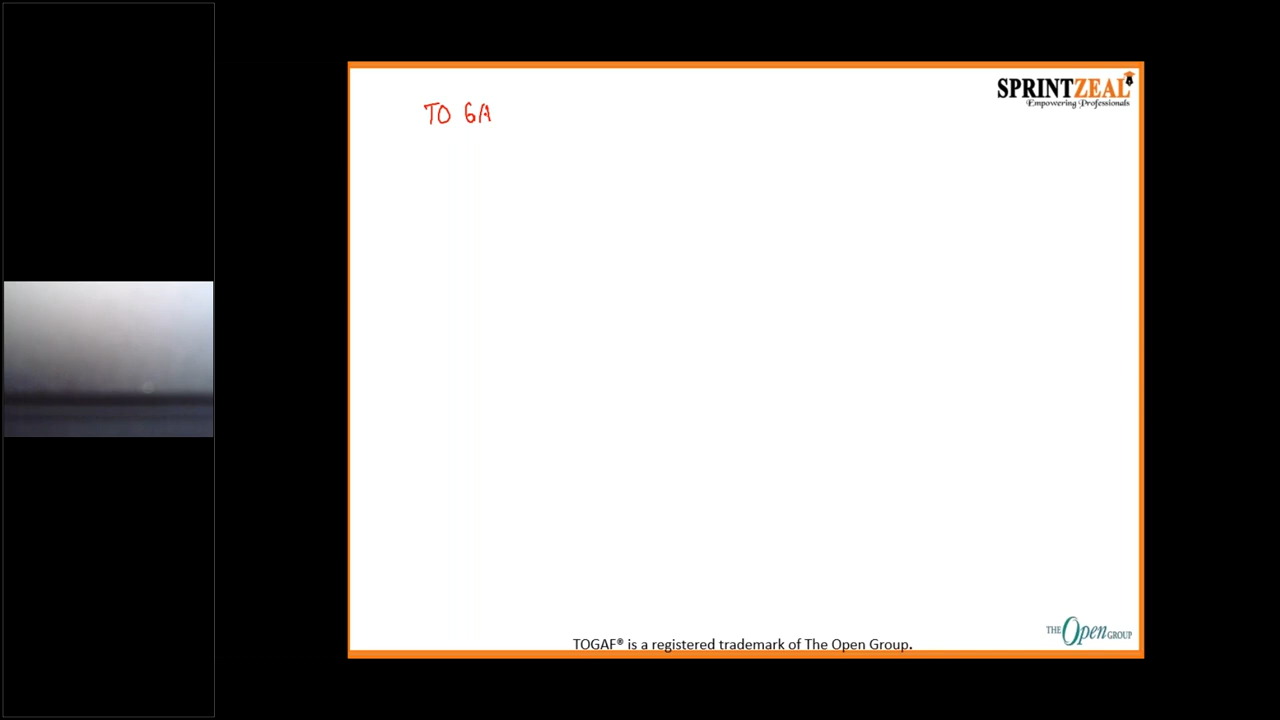 SPRINTZEAL
Empowering Professionals
TO GA
THE Open GROUP
TOGAF® is a registered trademark of The Open Group.